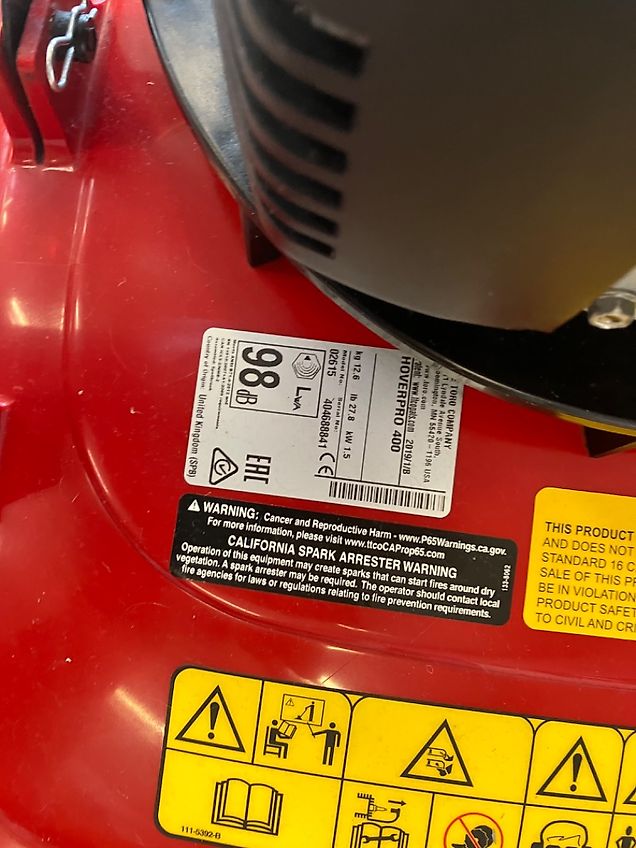 TORO COMPANY
Lyndale Avenue South,
MN 55420 - 1196 USA
www.toro.com
HOVERPRO 400 2019/1/B
kg 12,6 lb 27.8 kW 1.5
Model No. Serial No.
02615 404688841 CE
98 dB
LWA
EAC
Country of Origin: United Kingdom (SPB)
WARNING: Cancer and Reproductive Harm - www.P65Warnings.ca.gov.
For more information, please visit www.ttcoCAProp65.com
CALIFORNIA SPARK ARRESTER WARNING
Operation of this equipment may create sparks that can start fires around dry
vegetation. A spark arrester may be required. The operator should contact local
fire agencies for laws or regulations relating to fire prevention requirements.
133-8062
THIS PRODUCT
AND DOES NOT
STANDARD 16 C
SALE OF THIS P
BE IN VIOLATION
PRODUCT SAFET
TO CIVIL AND CRI
111-5392-B